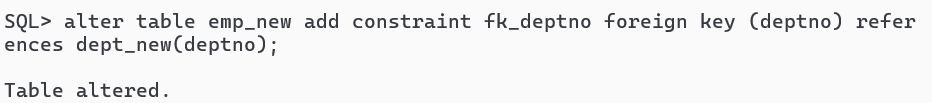 SQL> alter table emp_new add constraint fk_deptno foreign key (deptno) refer
ences dept_new(deptno);
Table altered.